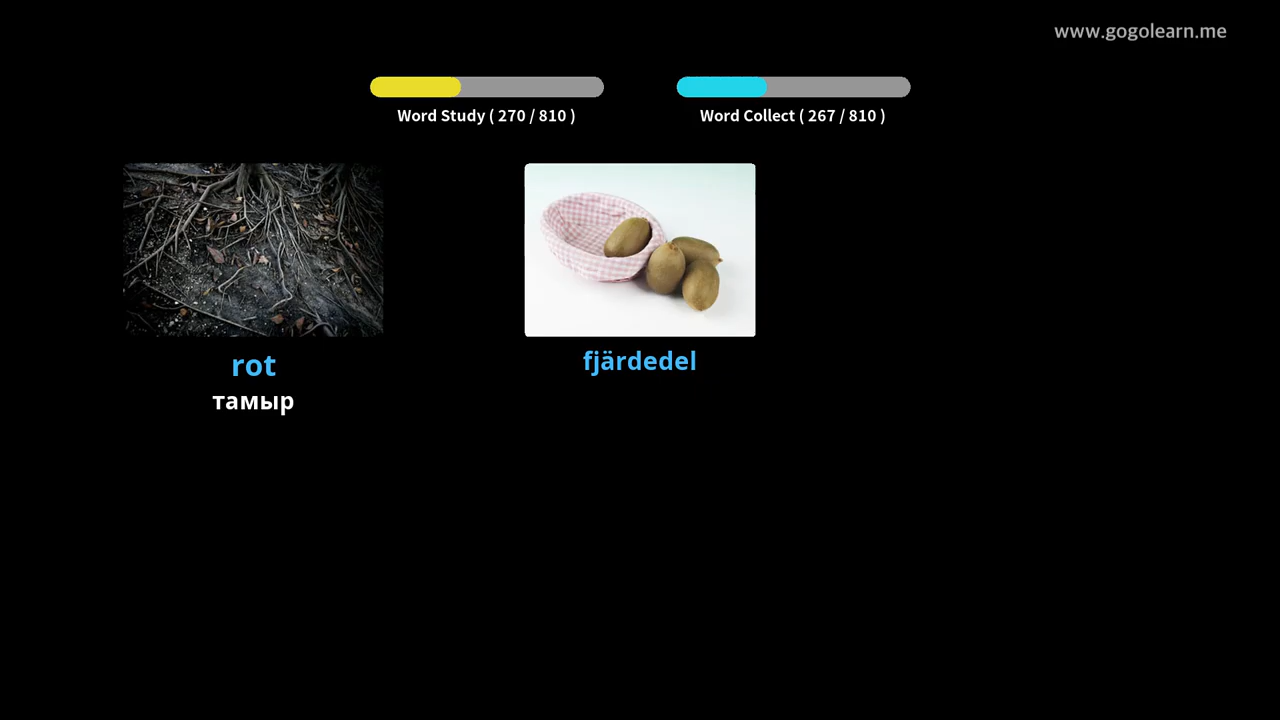 www.gogolearn.me
Word Study ( 270 / 810 )
Word Collect ( 267 / 810 )
rot
тамыр
fjärdedel